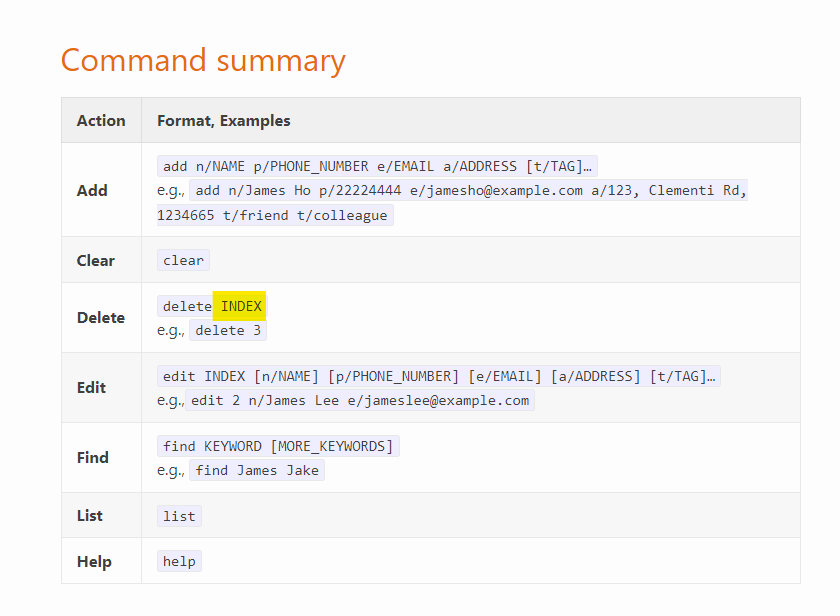 Command summary
Action Format, Examples
Add
add n/NAME p/PHONE_NUMBER e/EMAIL a/ADDRESS [t/TAG]…
e.g., add n/James Ho p/22224444 e/jamesho@example.com a/123, Clementi Rd,
1234665 t/friend t/colleague
Clear clear
Delete
delete INDEX
e.g., delete 3
Edit
edit INDEX [n/NAME] [p/PHONE_NUMBER] [e/EMAIL] [a/ADDRESS] [t/TAG]…
e.g., edit 2 n/James Lee e/jameslee@example.com
Find
find KEYWORD [MORE_KEYWORDS]
e.g., find James Jake
List list
Help help